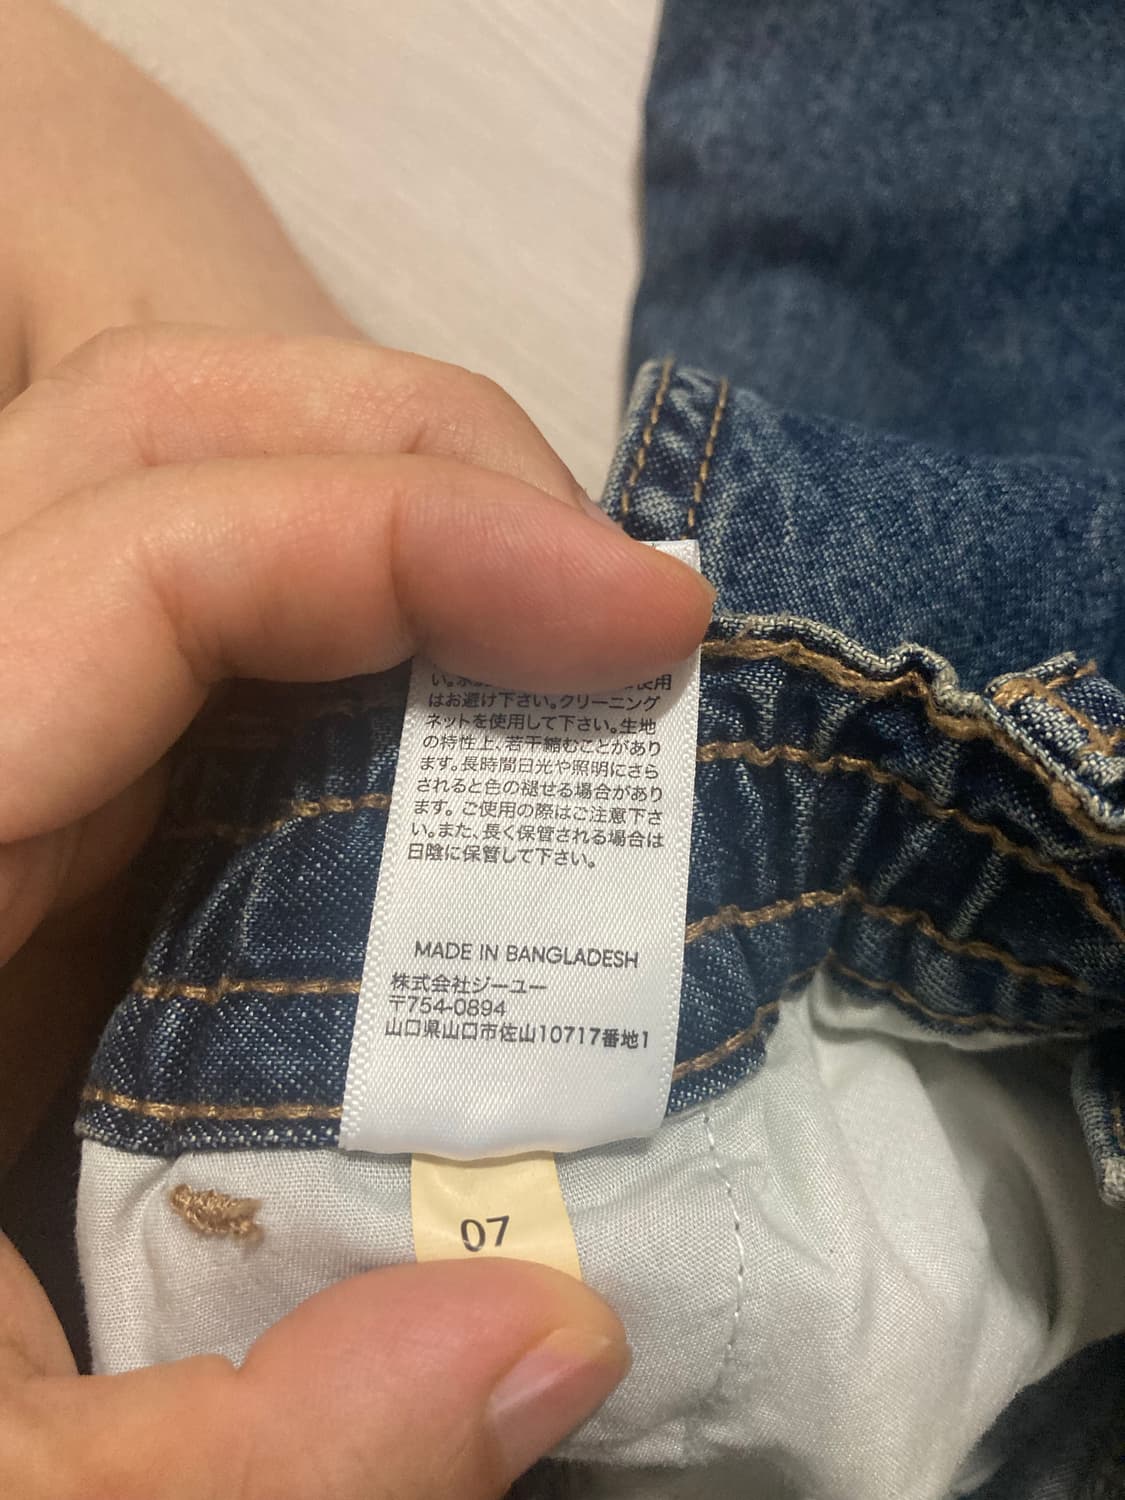 はお避け下さい。クリーニング
ネットを使用して下さい。生地
の特性上、若干縮むことがあり
ます。長時間日光や照明にさら
されると色の褪せる場合があり
ます。ご使用の際はご注意下さ
い。また、長く保管される場合は
日陰に保管して下さい。
MADE IN BANGLADESH
株式会社ジーユー
〒754-0894
山口県山口市佐山10717番地1
07